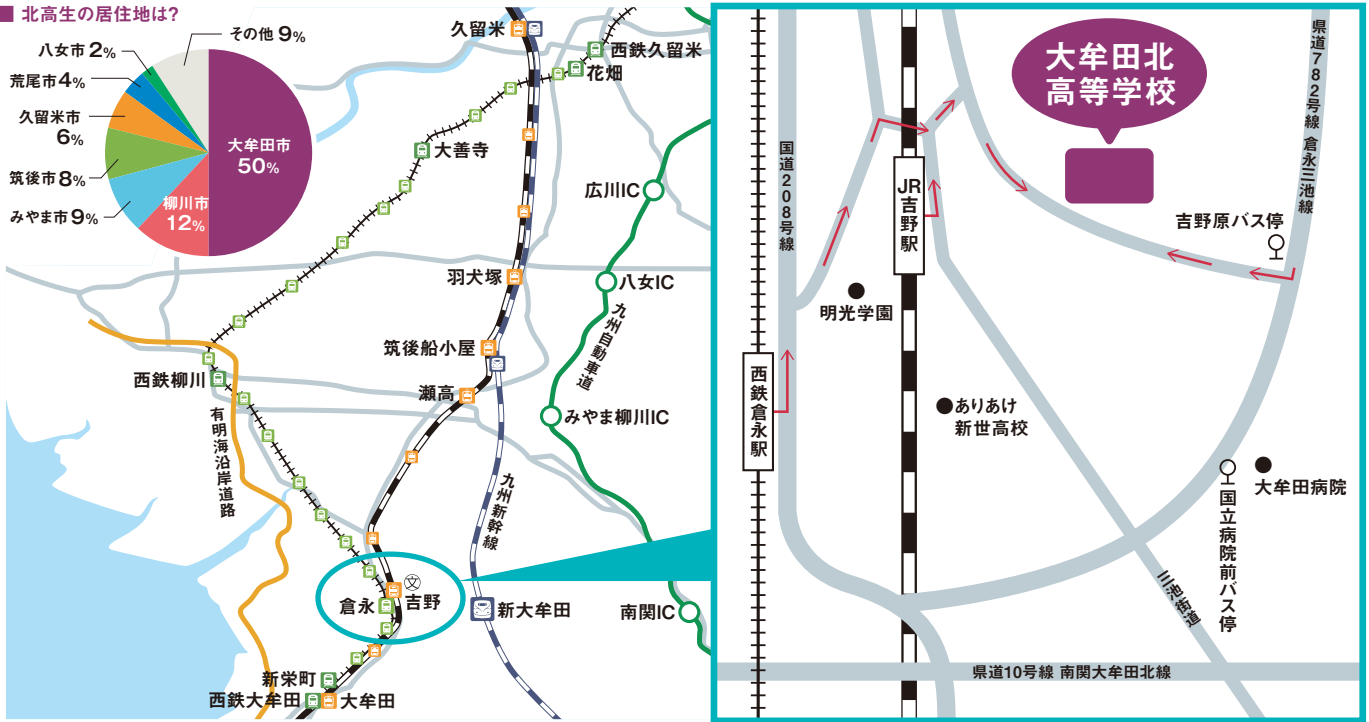 北高生の居住地は?
その他 9%
八女市 2%
荒尾市 4%
久留米市
6%
筑後市 8%
みやま市 9%
柳川市
12%
大牟田市
50%
久留米
西鉄久留米
花畑
大善寺
広川IC
羽犬塚
八女IC
九州自動車道
筑後船小屋
西鉄柳川
瀬高
みやま柳川IC
有明海沿岸道路
九州新幹線
文
吉野
倉永
新大牟田
南関IC
新栄町
西鉄大牟田
大牟田
大牟田北
高等学校
県道782号線 倉永三池線
国道208号線
JR吉野駅
吉野原バス停
明光学園
西鉄倉永駅
ありあけ
新世高校
大牟田病院
国立病院前バス停
三池街道
県道10号線 南関大牟田北線